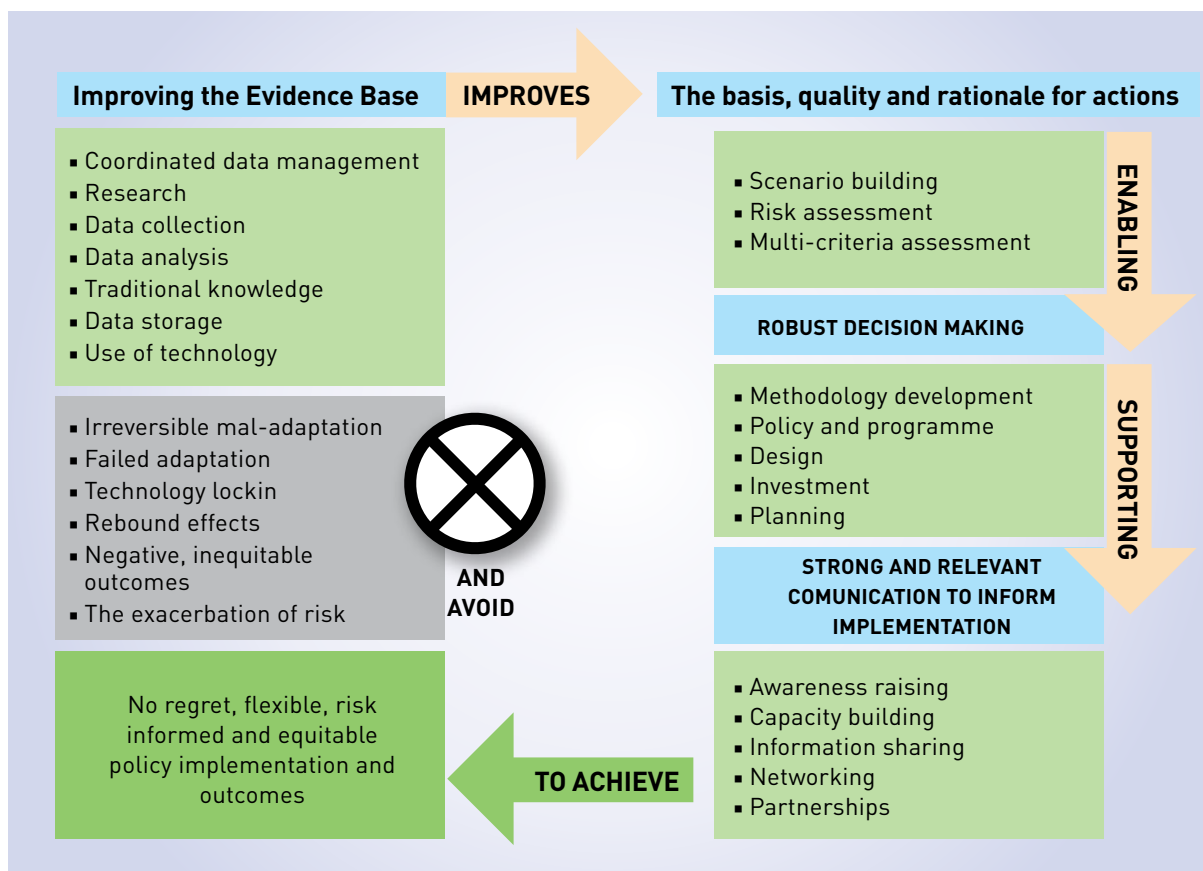 Improving the Evidence Base
IMPROVES
The basis, quality and rationale for actions
▪ Coordinated data management
▪ Research
▪ Data collection
▪ Data analysis
▪ Traditional knowledge
▪ Data storage
▪ Use of technology
▪ Scenario building
▪ Risk assessment
▪ Multi-criteria assessment
ENABLING
ROBUST DECISION MAKING
▪ Methodology development
▪ Policy and programme
▪ Design
▪ Investment
▪ Planning
SUPPORTING
STRONG AND RELEVANT
COMUNICATION TO INFORM
IMPLEMENTATION
▪ Awareness raising
▪ Capacity building
▪ Information sharing
▪ Networking
▪ Partnerships
TO ACHIEVE
No regret, flexible, risk
informed and equitable
policy implementation and
outcomes
AND
AVOID
▪ Irreversible mal-adaptation
▪ Failed adaptation
▪ Technology lockin
▪ Rebound effects
▪ Negative, inequitable
outcomes
▪ The exacerbation of risk